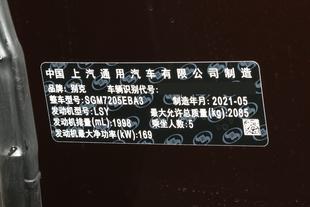 中国上汽通用汽车有限公司制造
品牌：别克 车辆识别代号：
整车型号：SGM7205EBA3 制造年月：2021-05
发动机型号：LSY 最大允许总质量(kg)：2085
发动机排量(mL)：1998 乘坐人数：5
发动机最大净功率(kW)：169